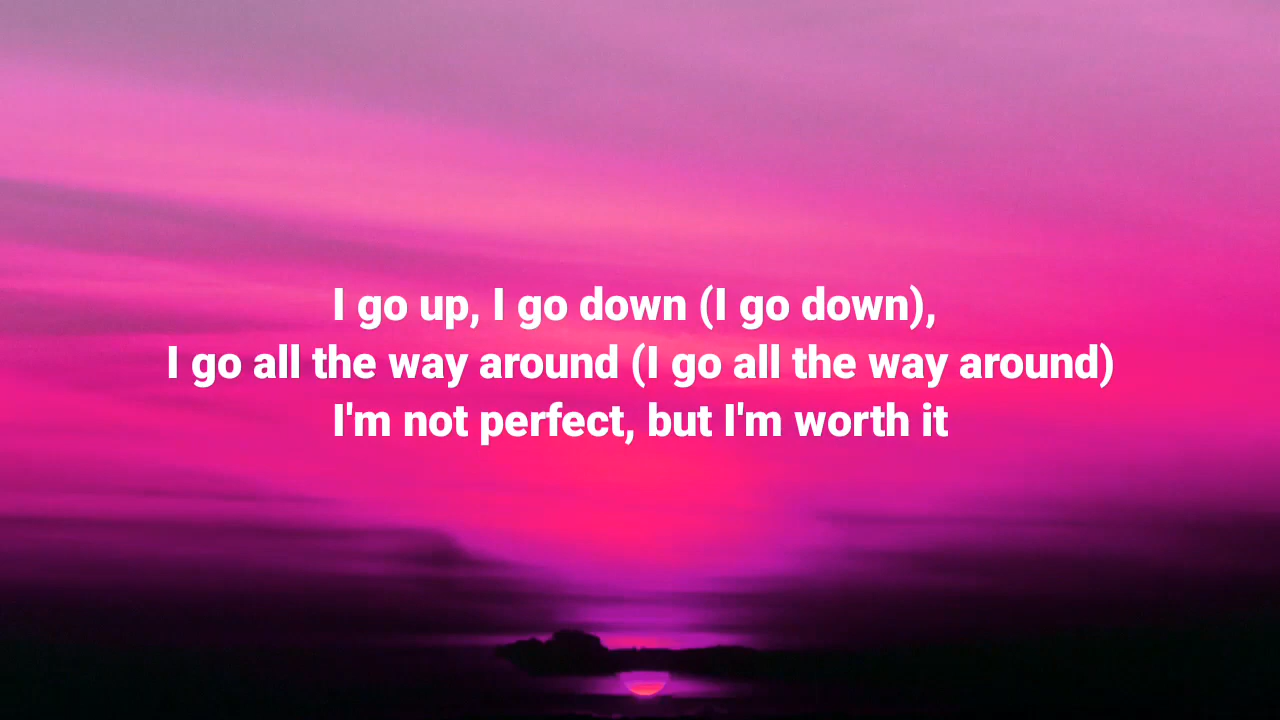 I go up, I go down (I go down),
I go all the way around (I go all the way around)
I'm not perfect, but I'm worth it